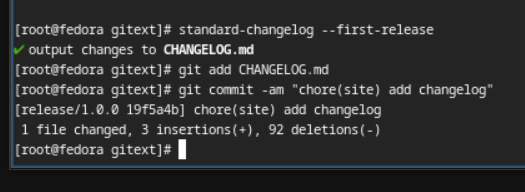 [root@fedora gitext]# standard-changelog --first-release
✔ output changes to CHANGELOG.md
[root@fedora gitext]# git add CHANGELOG.md
[root@fedora gitext]# git commit -am "chore(site) add changelog"
[release/1.0.0 19f5a4b] chore(site) add changelog
 1 file changed, 3 insertions(+), 92 deletions(-)
[root@fedora gitext]#